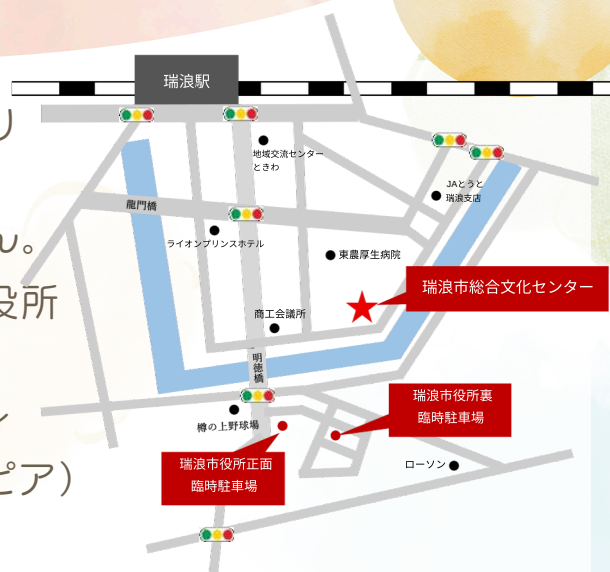 瑞浪駅
り
地域交流センター
ときわ
JAとうと
瑞浪支店
龍門橋
ん。
ライオンプリンスホテル
東農厚生病院
役所
瑞浪市総合文化センター
商工会議所
明徳橋
瑞浪市役所裏
臨時駐車場
樽の上野球場
ピア）
瑞浪市役所正面
臨時駐車場
ローソン